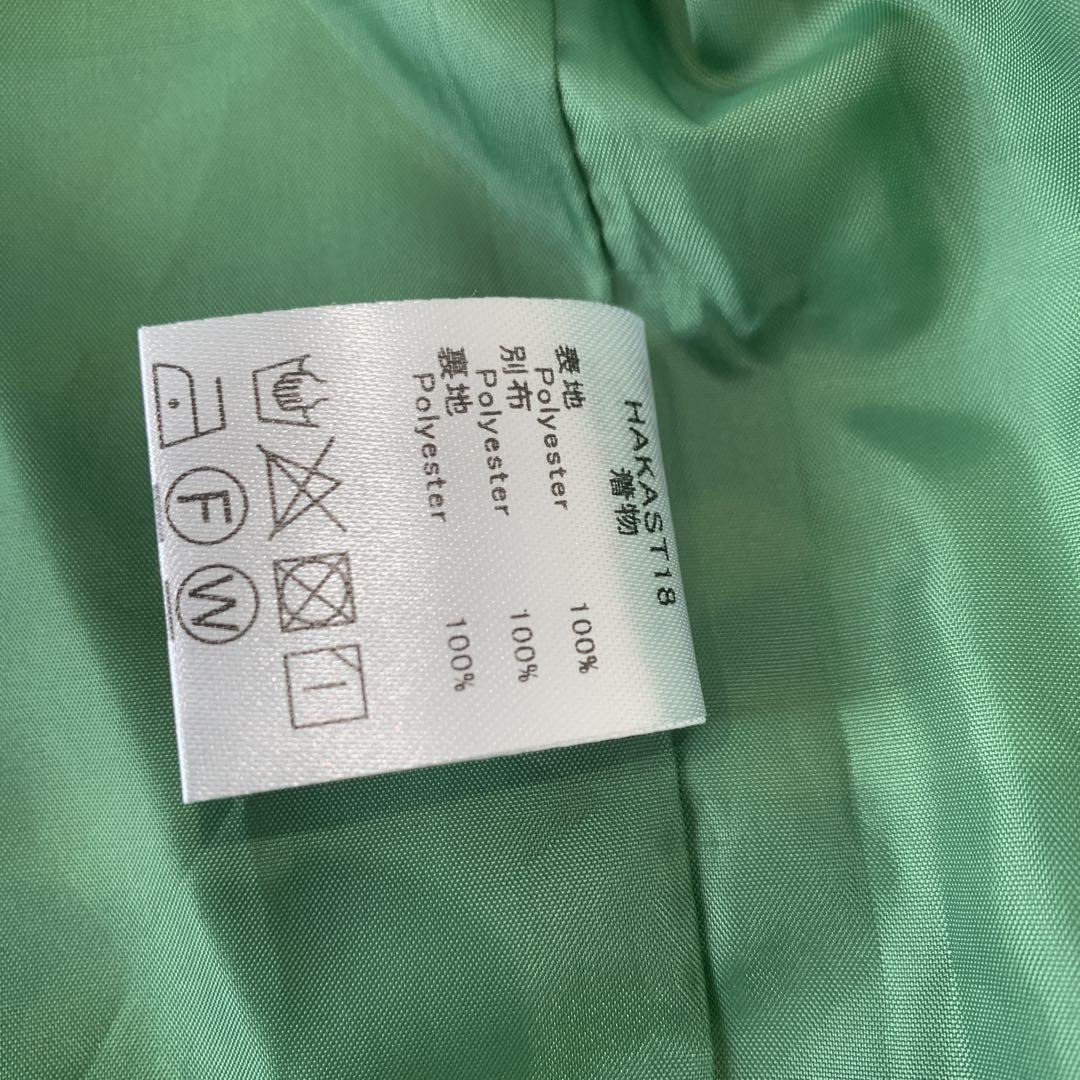 HAKAST18
着物
表地
Polyester 100%
別布
Polyester 100%
裏地
Polyester 100%
F W